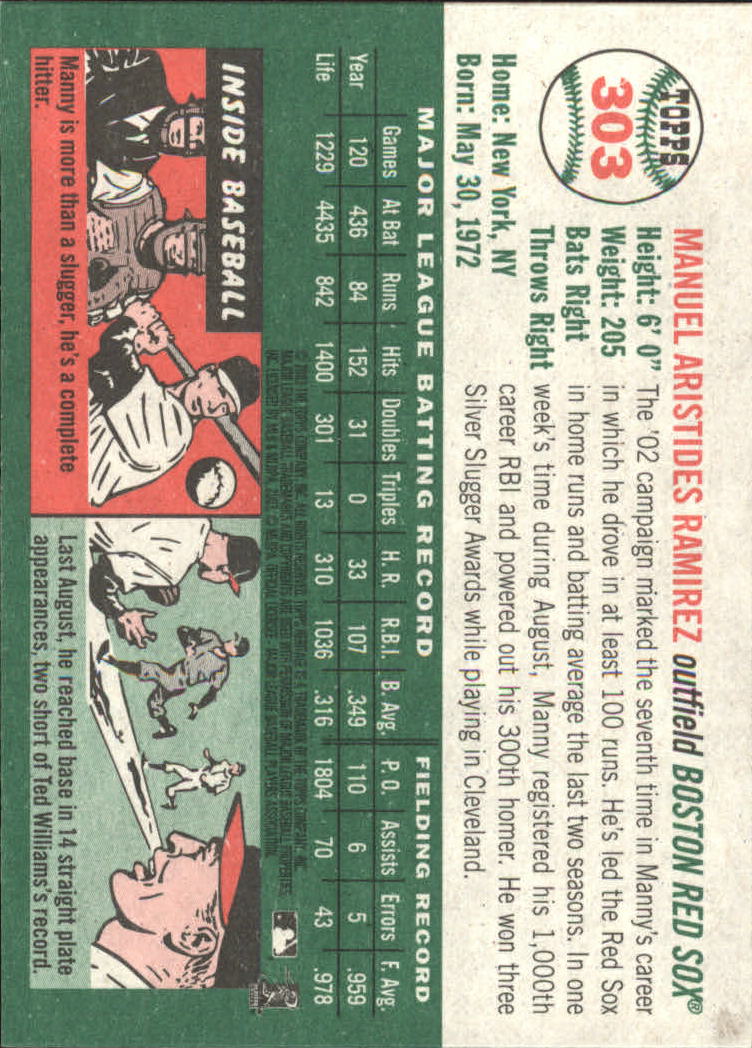 TOPPS
303
MANUEL ARISTIDES RAMIREZ outfield BOSTON RED SOX®
Height: 6' 0"
Weight: 205
Bats Right
Throws Right
Home: New York, NY
Born: May 30, 1972
The '02 campaign marked the seventh time in Manny's career
in which he drove in at least 100 runs. He's led the Red Sox
in home runs and batting average the last two seasons. In one
week's time during August, Manny registered his 1,000th
career RBI and powered out his 300th homer. He won three
Silver Slugger Awards while playing in Cleveland.
MAJOR LEAGUE BATTING RECORD FIELDING RECORD
Games At Bat Runs Hits Doubles Triples H. R. R.B.I. B. Avg. P.O. Assists Errors F. Avg.
Year 120 436 84 152 31 0 33 107 .349 110 6 5 .959
Life 1229 4435 842 1400 301 13 310 1036 .316 1804 70 43 .978
INSIDE BASEBALL
Manny is more than a slugger, he's a complete
hitter.
Last August, he reached base in 14 straight plate
appearances, two short of Ted Williams's record.